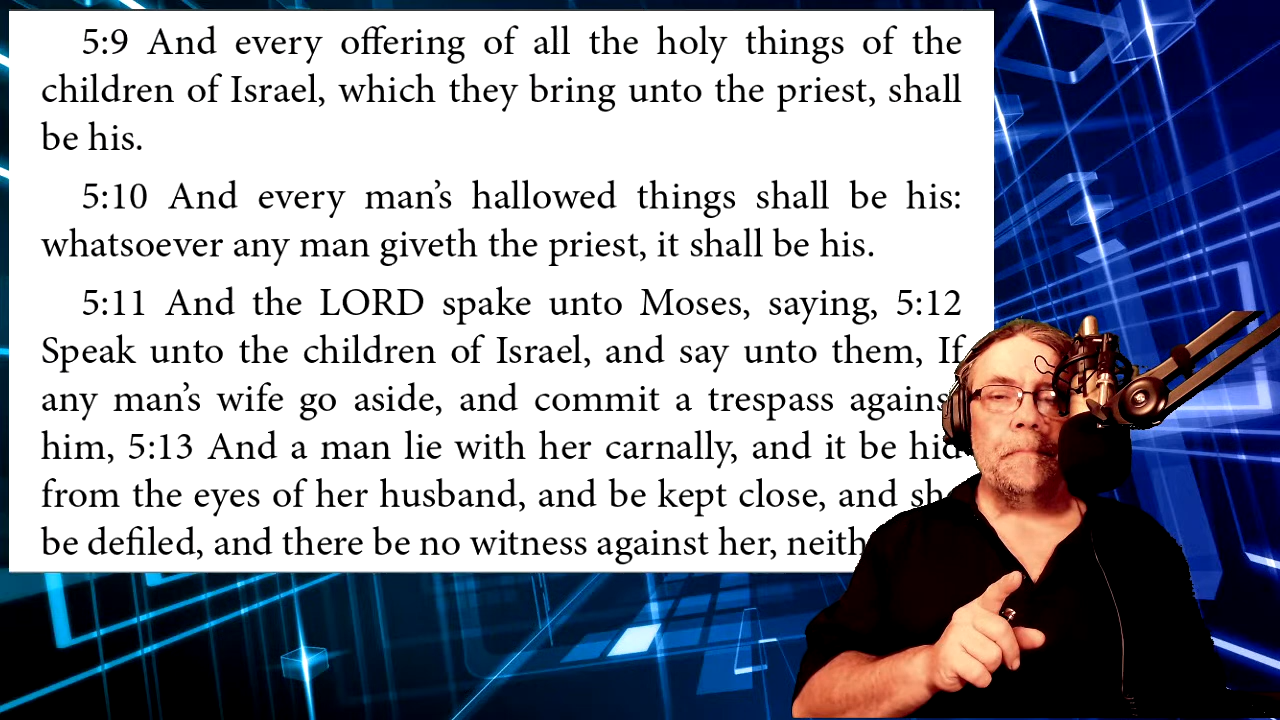 5:9 And every offering of all the holy things of the
children of Israel, which they bring unto the priest, shall
be his.
5:10 And every man’s hallowed things shall be his:
whatsoever any man giveth the priest, it shall be his.
5:11 And the LORD spake unto Moses, saying, 5:12
Speak unto the children of Israel, and say unto them, If
any man’s wife go aside, and commit a trespass against
him, 5:13 And a man lie with her carnally, and it be hid
from the eyes of her husband, and be kept close, and she
be defiled, and there be no witness against her,